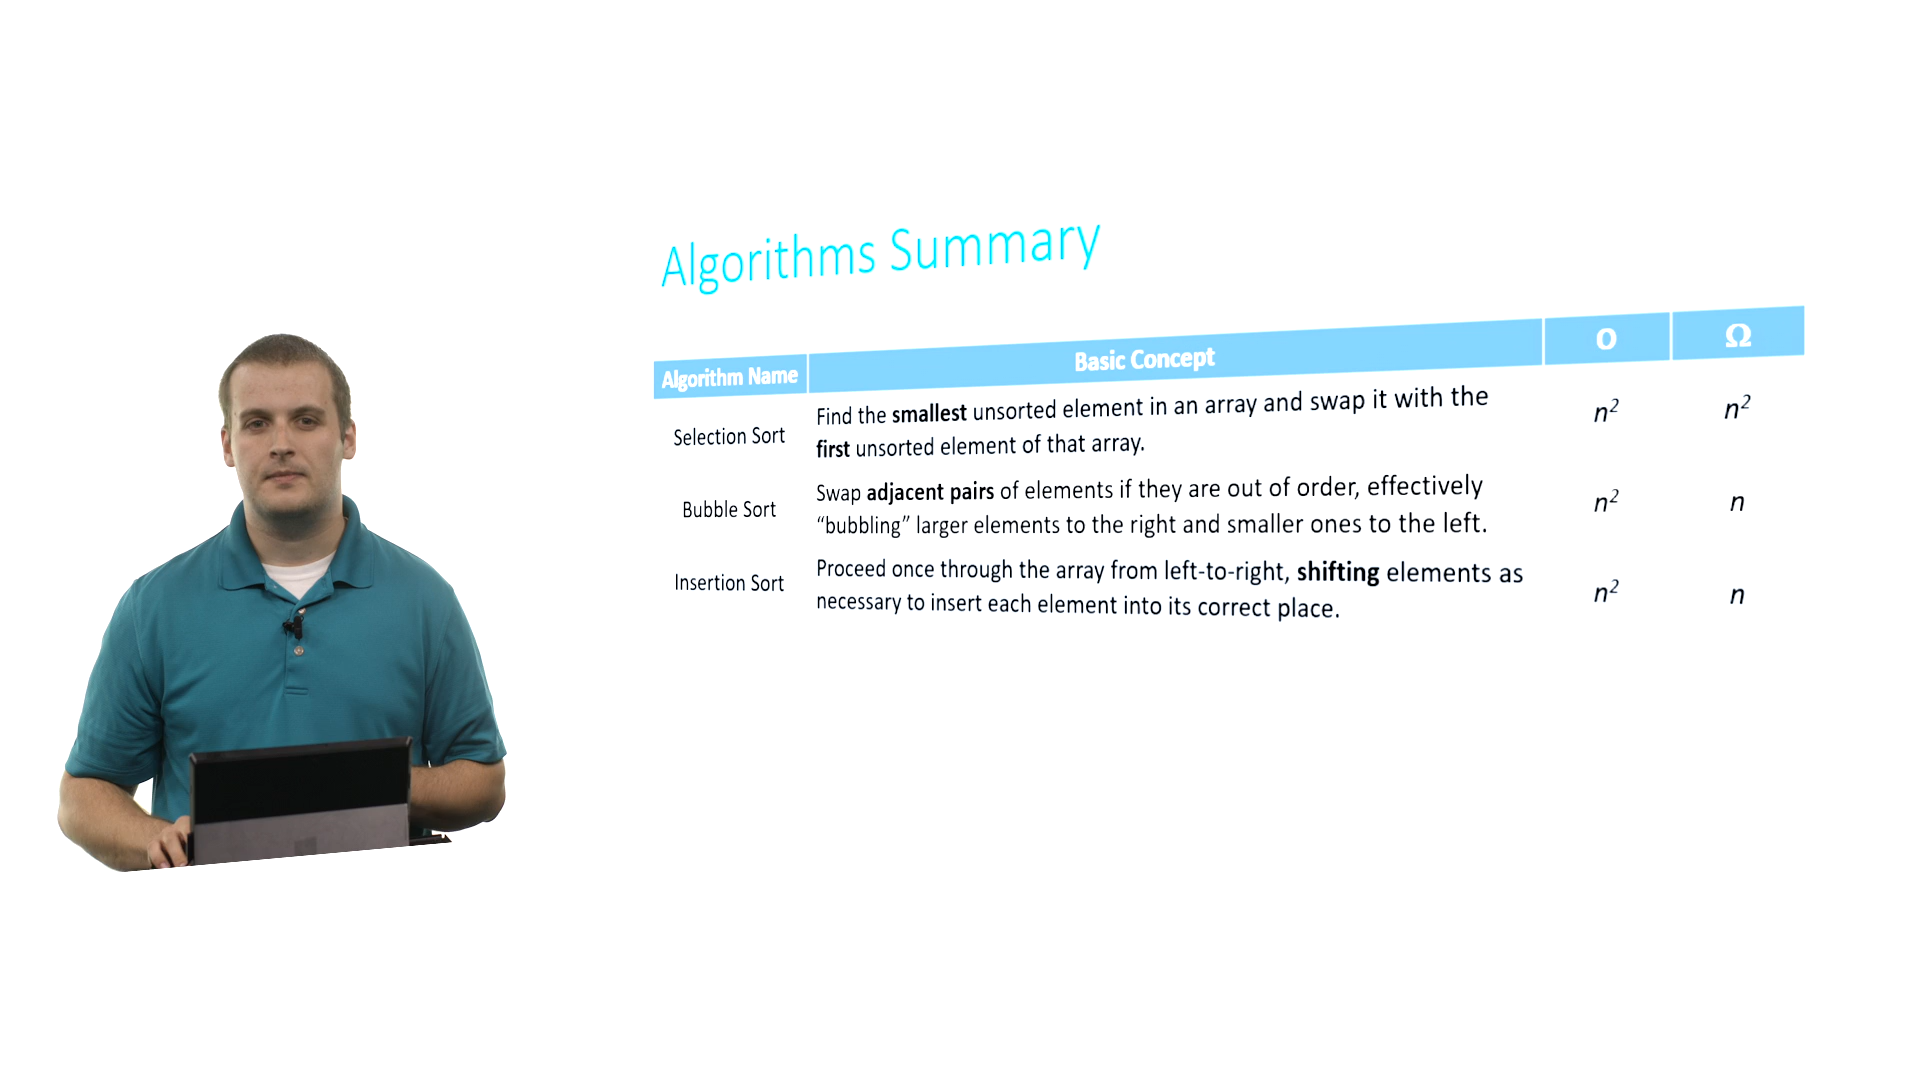 Algorithms Summary
Algorithm Name Basic Concept O Ω
Selection Sort
Find the smallest unsorted element in an array and swap it with the
first unsorted element of that array.
n² n²
Bubble Sort
Swap adjacent pairs of elements if they are out of order, effectively
“bubbling” larger elements to the right and smaller ones to the left.
n² n
Insertion Sort
Proceed once through the array from left-to-right, shifting elements as
necessary to insert each element into its correct place.
n² n